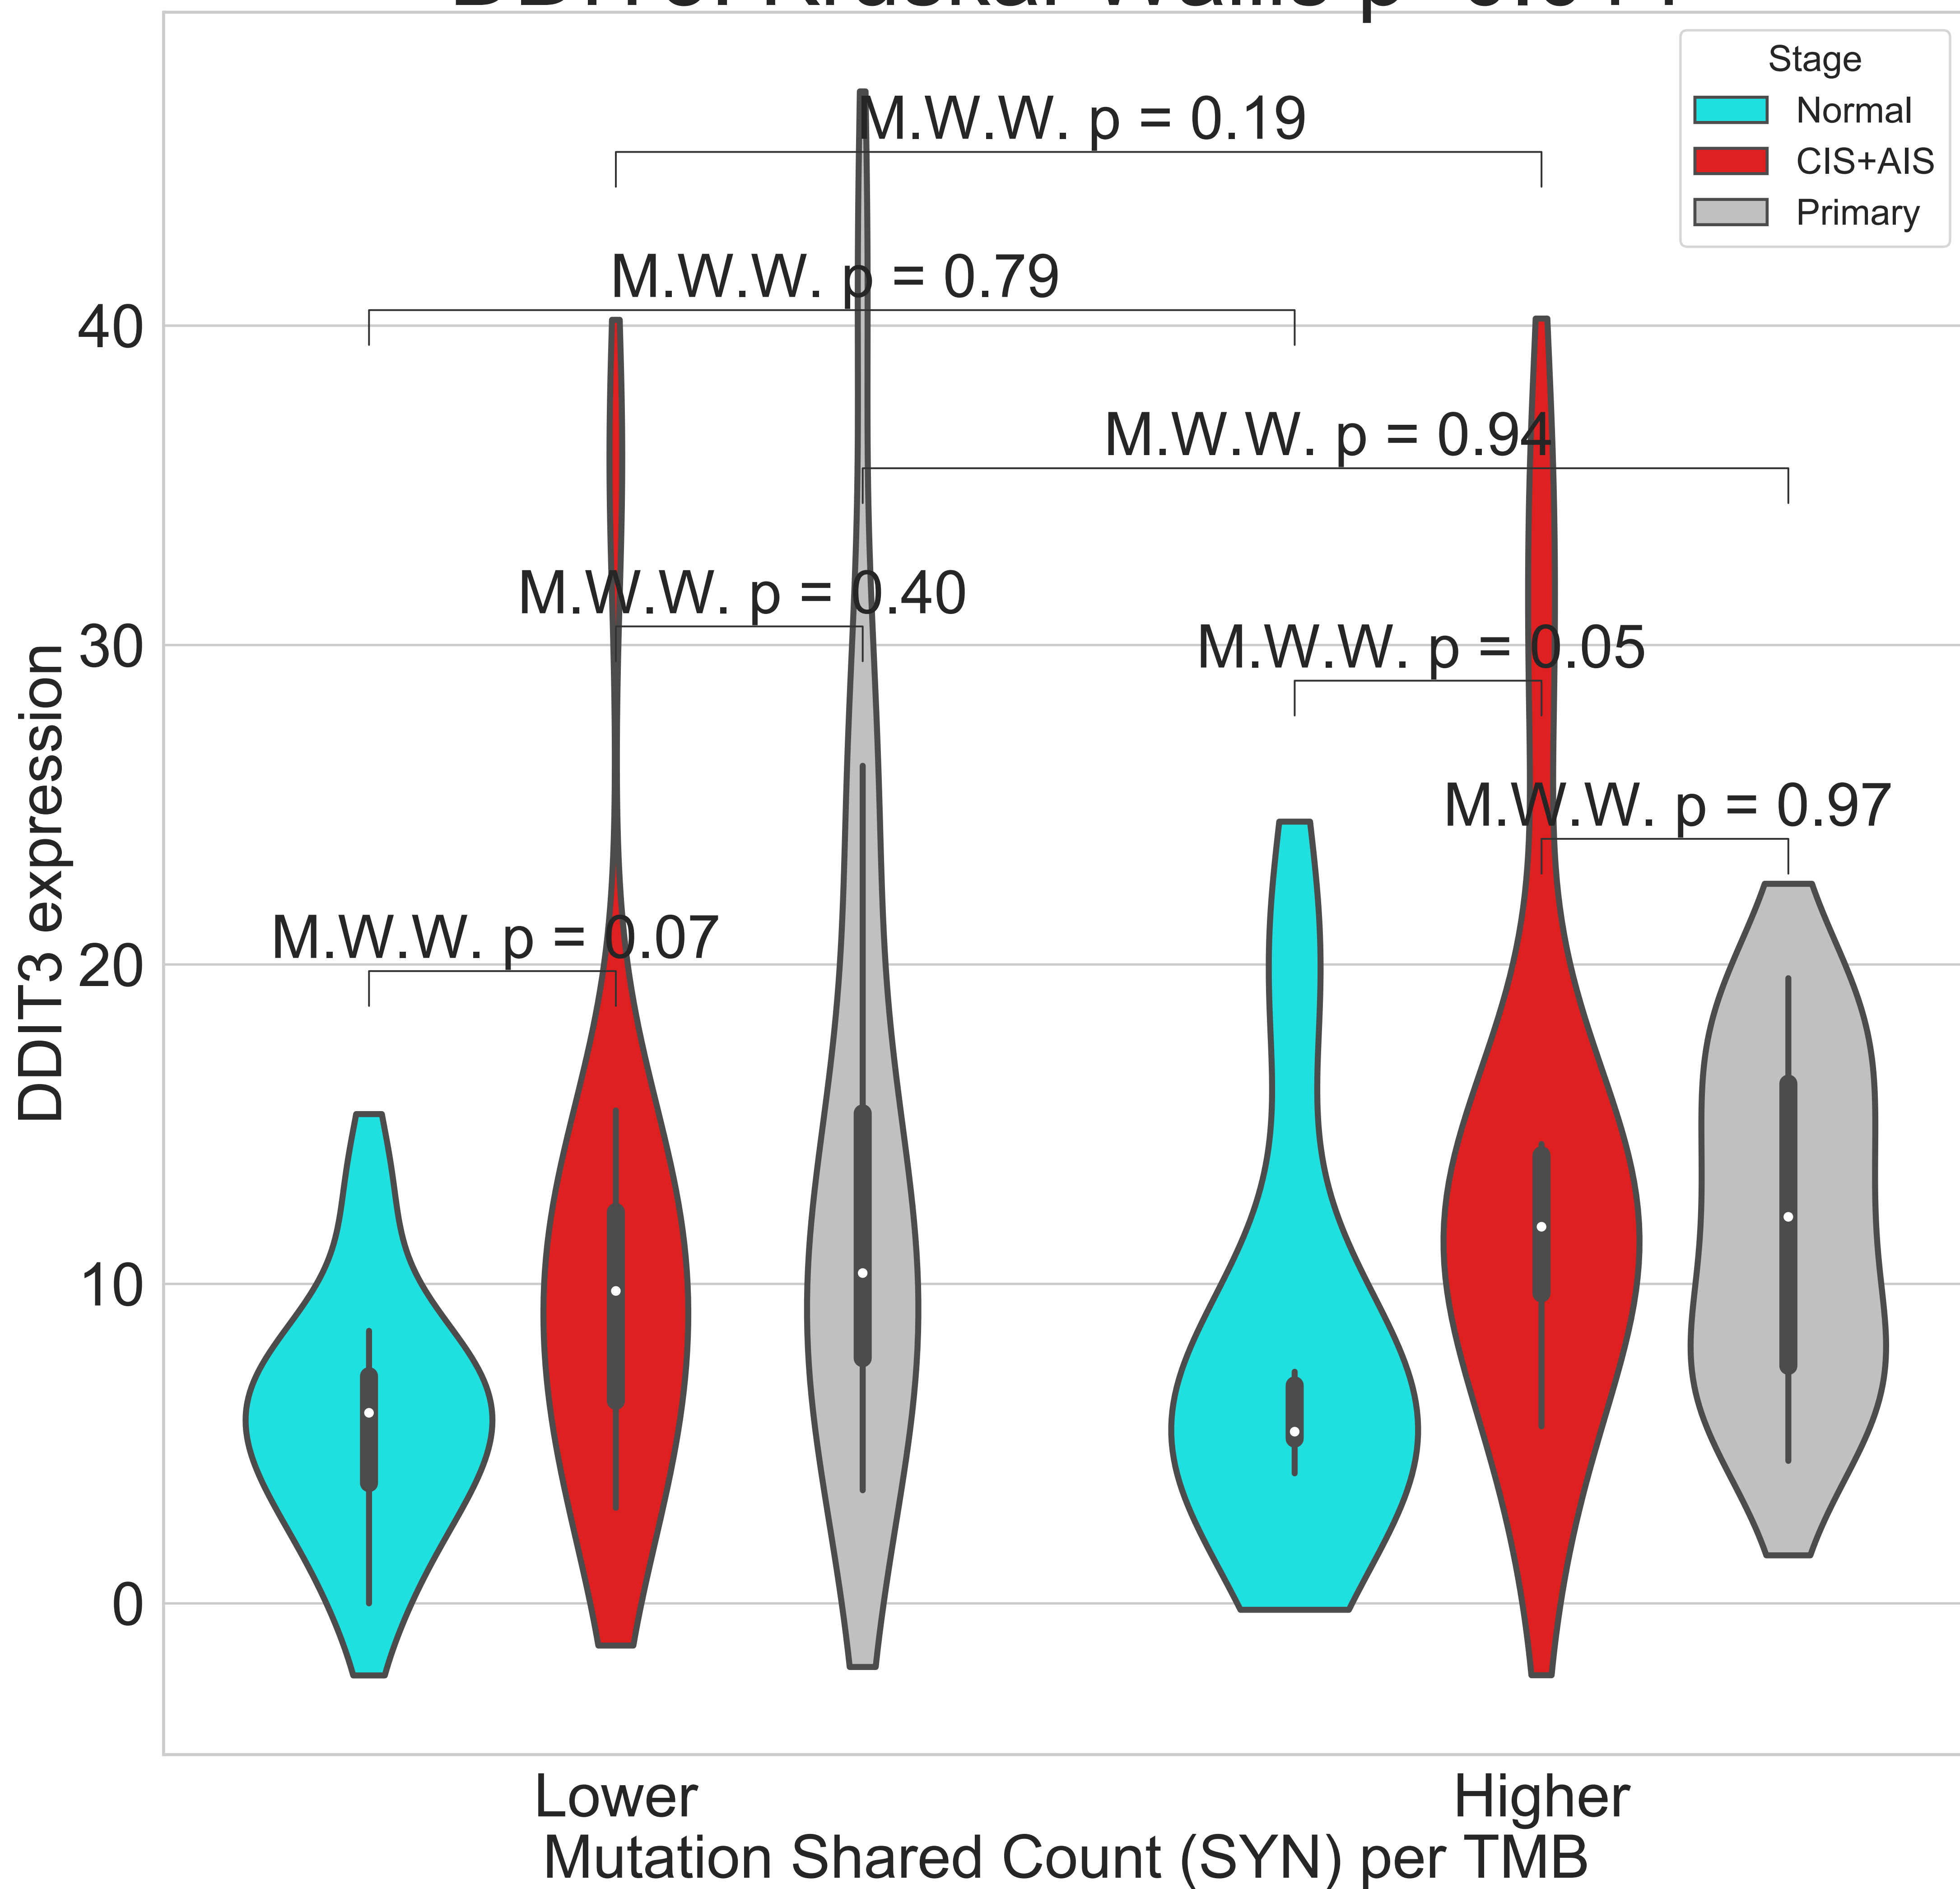 Stage
Normal
CIS+AIS
Primary
M.W.W. p = 0.19
M.W.W. p = 0.79
M.W.W. p = 0.94
M.W.W. p = 0.40
M.W.W. p = 0.05
M.W.W. p = 0.97
M.W.W. p = 0.07
DDIT3 expression
40
30
20
10
0
Lower
Higher
Mutation Shared Count (SYN) per TMB